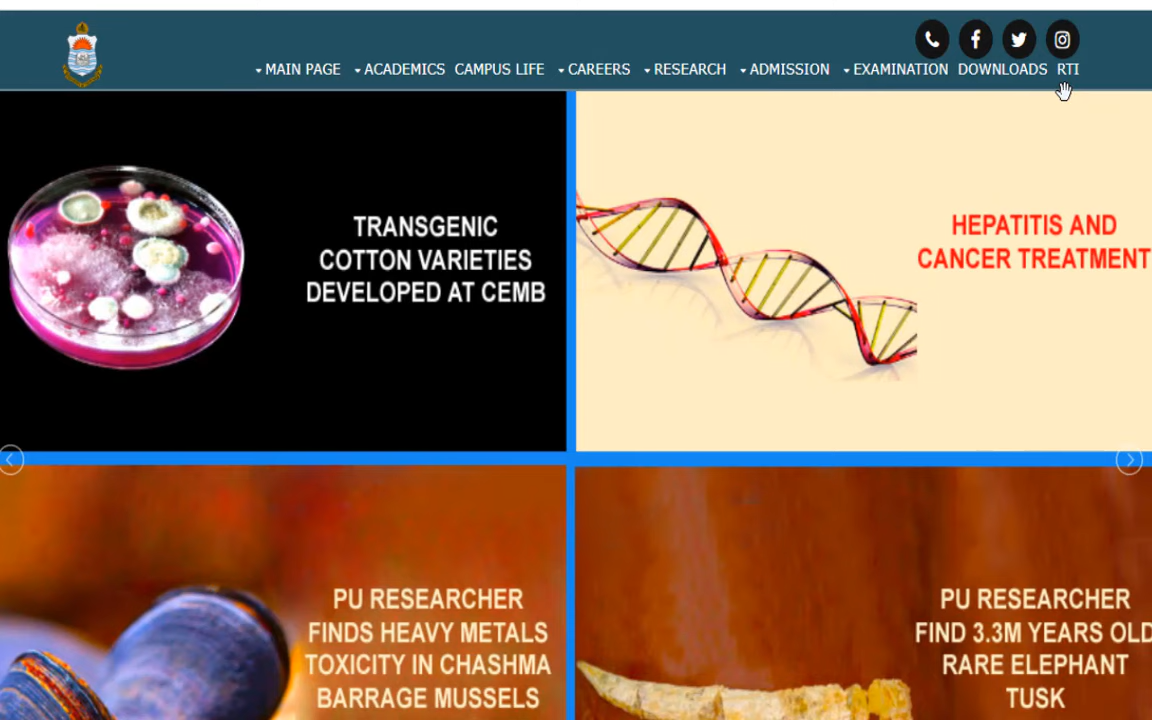 MAIN PAGE ACADEMICS CAMPUS LIFE CAREERS RESEARCH ADMISSION EXAMINATION DOWNLOADS RTI
TRANSGENIC
COTTON VARIETIES
DEVELOPED AT CEMB
HEPATITIS AND
CANCER TREATMENT
PU RESEARCHER
FINDS HEAVY METALS
TOXICITY IN CHASHMA
BARRAGE MUSSELS
PU RESEARCHER
FIND 3.3M YEARS OLD
RARE ELEPHANT
TUSK